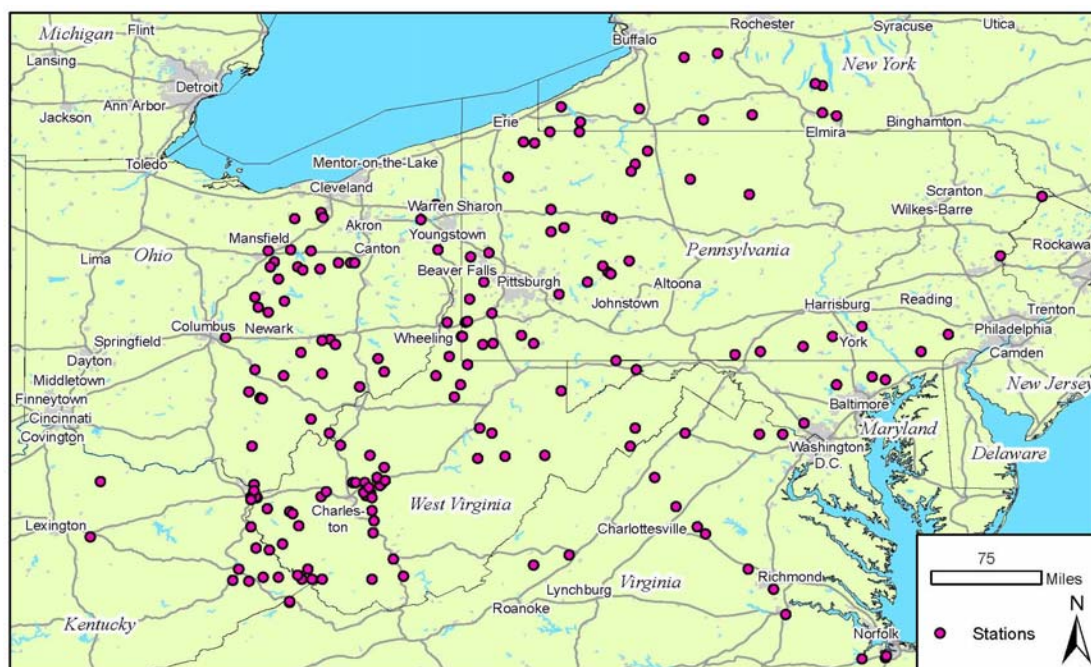 Michigan
Flint
Lansing
Detroit
Ann Arbor
Jackson
Toledo
Buffalo
Rochester
Syracuse
Utica
New York
Erie
Elmira
Binghamton
Mentor-on-the-Lake
Cleveland
Akron
Warren Sharon
Youngstown
Scranton
Wilkes-Barre
Rockawa
Mansfield
Canton
Lima
Ohio
Beaver Falls
Pittsburgh
Pennsylvania
Altoona
Johnstown
Harrisburg
Reading
Trenton
Columbus
Newark
Wheeling
York
Philadelphia
Camden
Springfield
Dayton
Middletown
Finneytown
Cincinnati
Covington
New Jersey
Baltimore
Maryland
Washington
D.C.
Delaware
West Virginia
Charles-
ton
Lexington
Charlottesville
Virginia
Richmond
Lynchburg
Roanoke
Kentucky
Norfolk
75
Miles
N
Stations